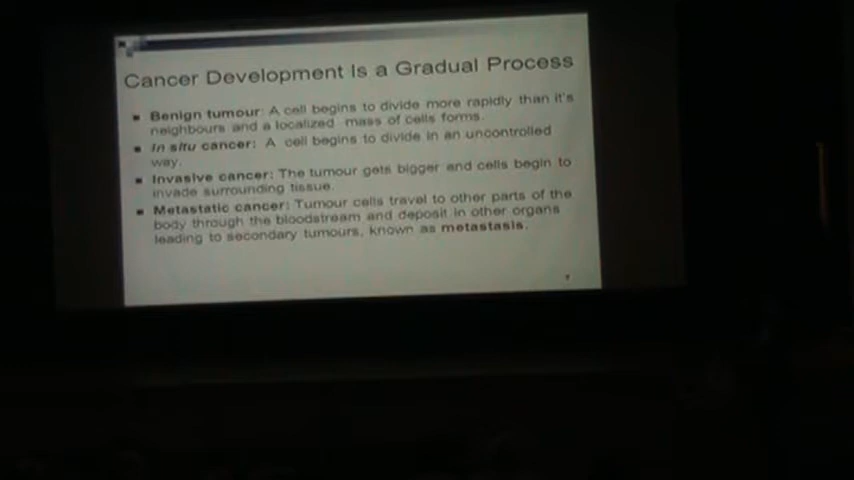 Cancer Development Is a Gradual Process
Benign tumour: A cell begins to divide more rapidly than it's
neighbours and a localized mass of cells forms.
In situ cancer: A cell begins to divide in an uncontrolled
way.
Invasive cancer: The tumour gets bigger and cells begin to
invade surrounding tissue.
Metastatic cancer: Tumour cells travel to other parts of the
body through the bloodstream and deposit in other organs
leading to secondary tumours, known as metastasis.